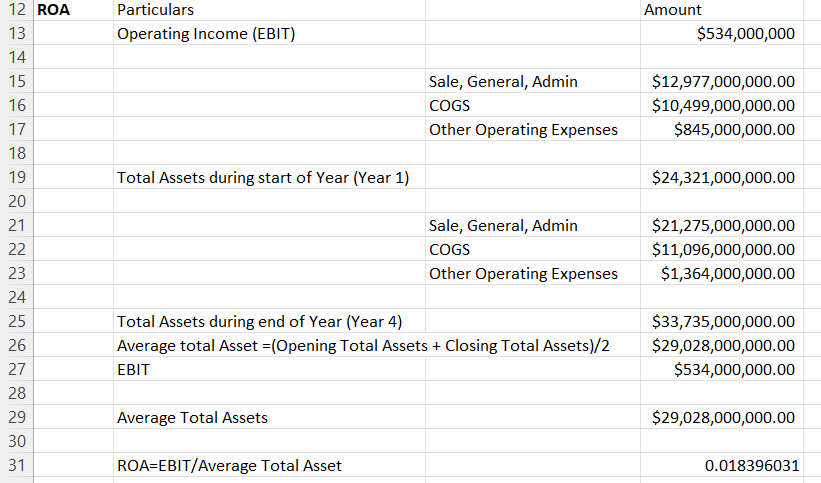 12 ROA Particulars Amount
13 Operating Income (EBIT) $534,000,000
14
15 Sale, General, Admin $12,977,000,000.00
16 COGS $10,499,000,000.00
17 Other Operating Expenses $845,000,000.00
18
19 Total Assets during start of Year (Year 1) $24,321,000,000.00
20
21 Sale, General, Admin $21,275,000,000.00
22 COGS $11,096,000,000.00
23 Other Operating Expenses $1,364,000,000.00
24
25 Total Assets during end of Year (Year 4) $33,735,000,000.00
26 Average total Asset =(Opening Total Assets + Closing Total Assets)/2 $29,028,000,000.00
27 EBIT $534,000,000.00
28
29 Average Total Assets $29,028,000,000.00
30
31 ROA=EBIT/Average Total Asset 0.018396031